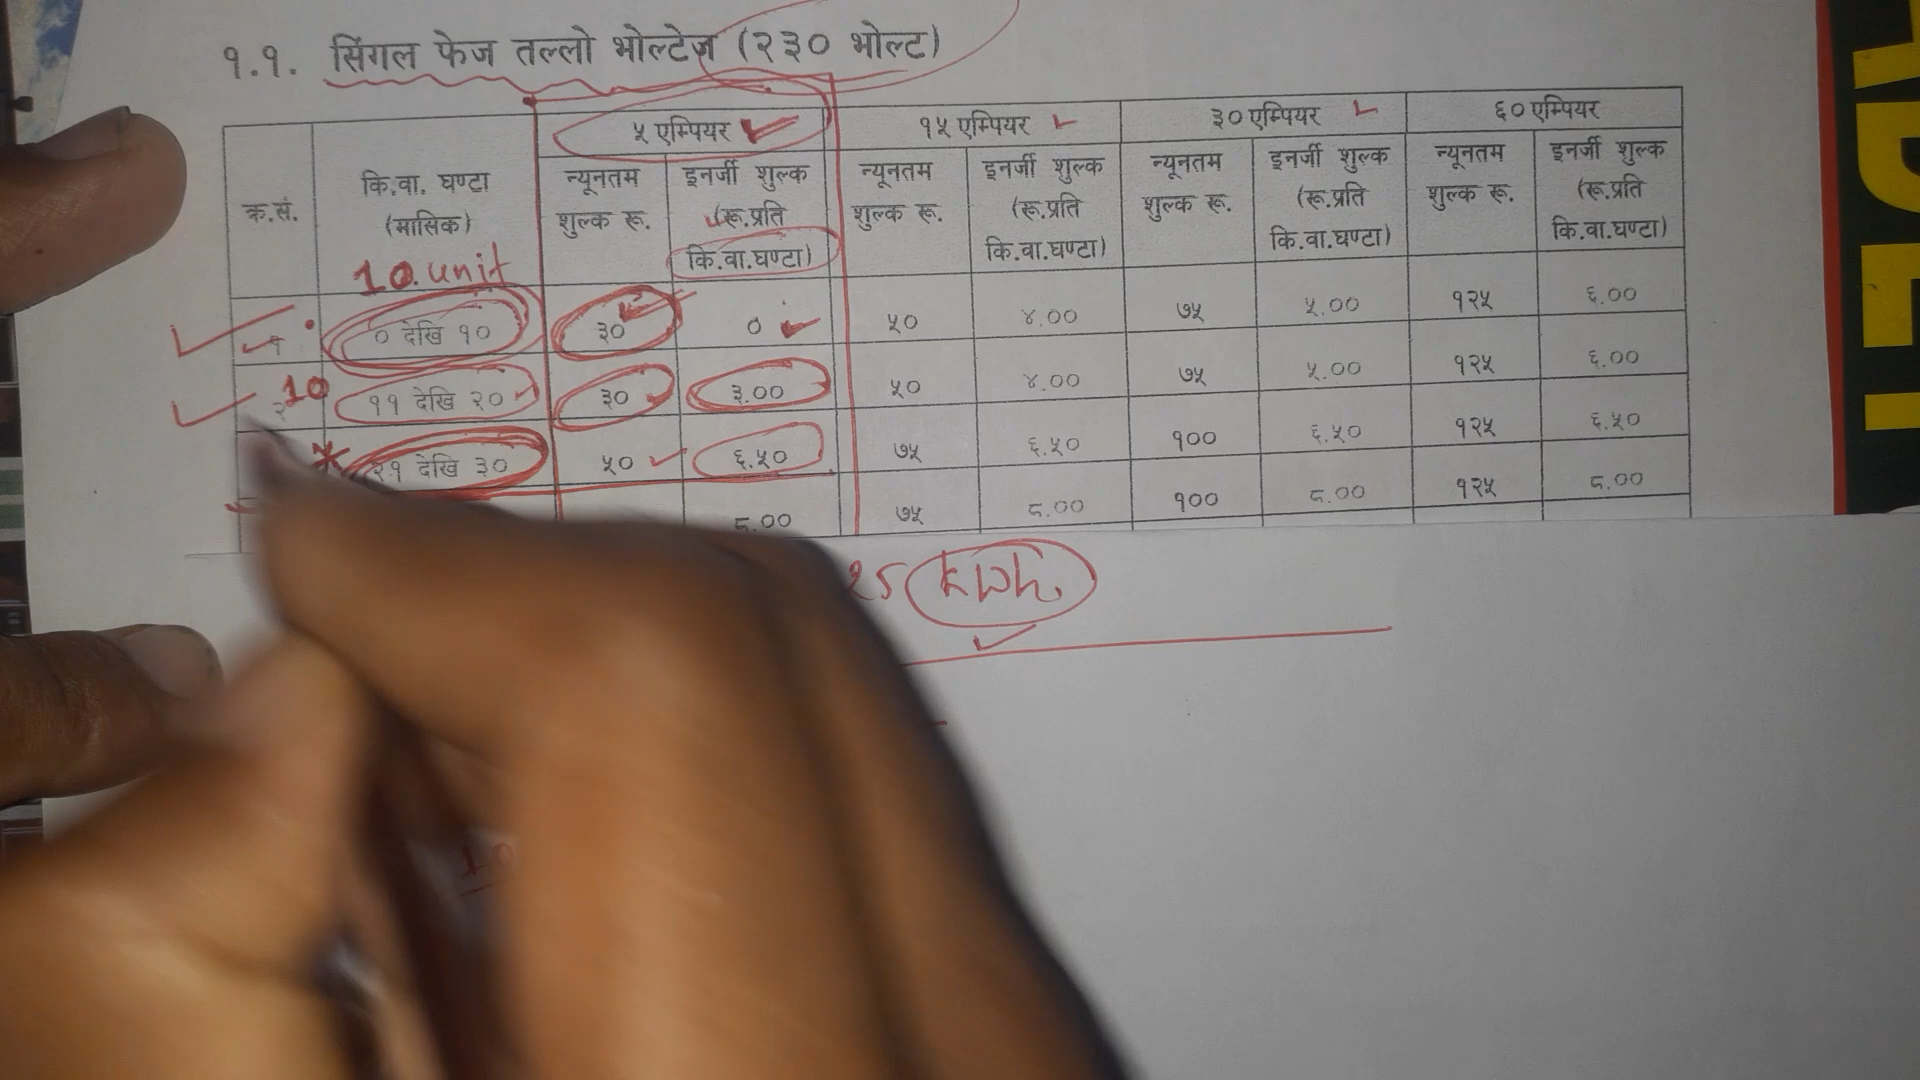 १.१. सिंगल फेज तल्लो भोल्टेज (२३० भोल्ट)
क्र.सं. कि.वा. घण्टा (मासिक) ५ एम्पियर १५ एम्पियर ३० एम्पियर ६० एम्पियर
न्यूनतम शुल्क रू. इनर्जी शुल्क (रू.प्रति कि.वा.घण्टा) न्यूनतम शुल्क रू. इनर्जी शुल्क (रू.प्रति कि.वा.घण्टा) न्यूनतम शुल्क रू. इनर्जी शुल्क (रू.प्रति कि.वा.घण्टा) न्यूनतम शुल्क रू. इनर्जी शुल्क (रू.प्रति कि.वा.घण्टा)
10 unit
१ ० देखि १० ३० ० ५० ४.०० ७५ ५.०० १२५ ६.००
10
२ ११ देखि २० ३० ३.०० ५० ४.०० ७५ ५.०० १२५ ६.००
२१ देखि ३० ५० ६.५० ७५ ६.५० १०० ६.५० १२५ ६.५०
८.०० ७५ ८.०० १०० ८.०० १२५ ८.००
25 kwh